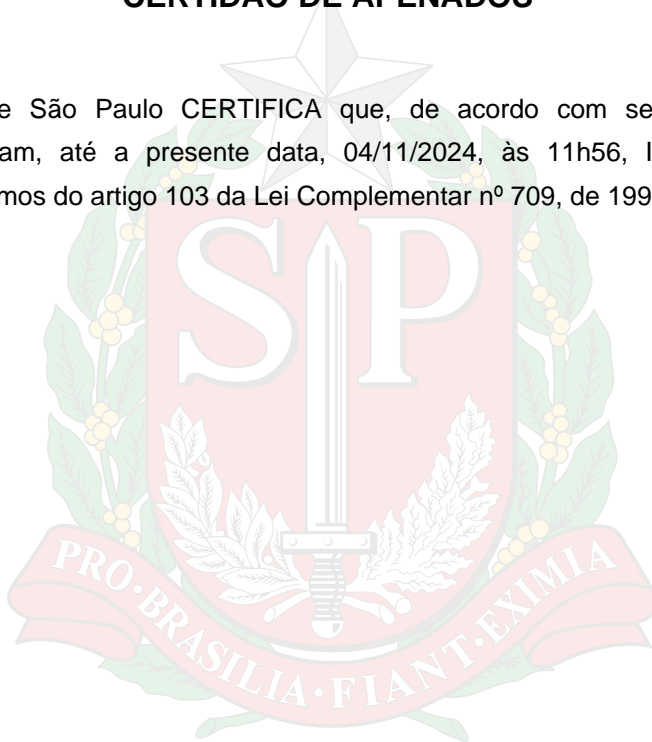 CERTIDÃO DE APENADOS
e São Paulo CERTIFICA que, de acordo com se
am, até a presente data, 04/11/2024, às 11h56, I
mos do artigo 103 da Lei Complementar nº 709, de 199
SP
PRO·BRASILIA·FIANT·EXIMIA